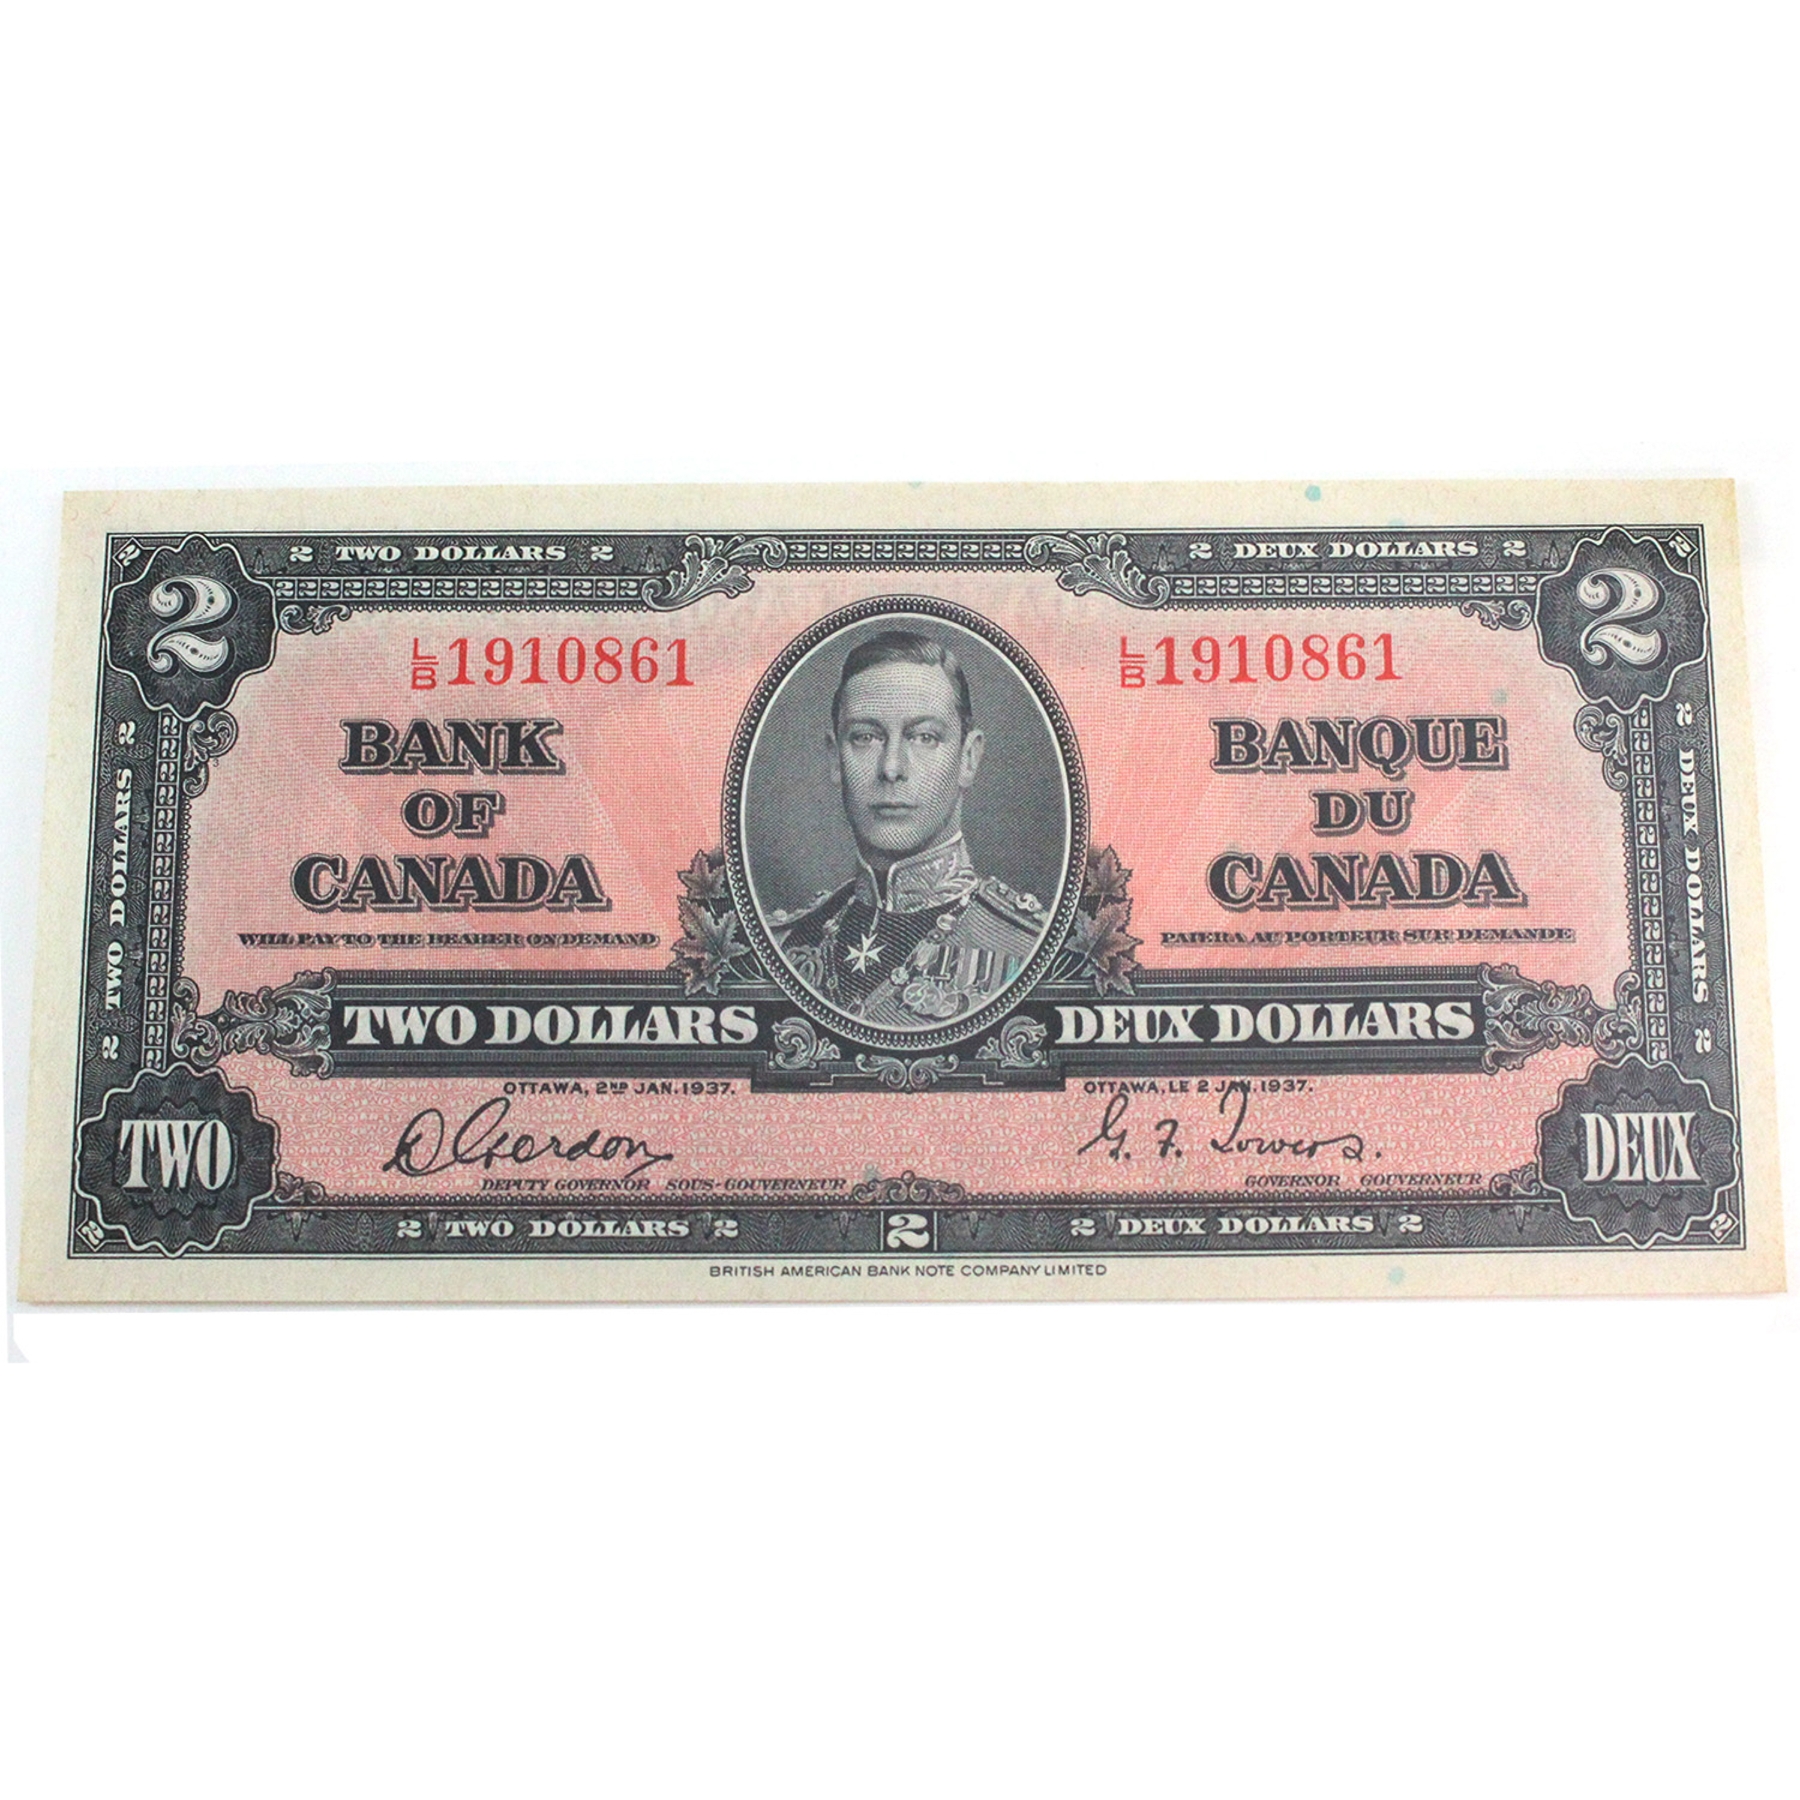 2 TWO DOLLARS 2
2 DEUX DOLLARS 2
2222222222222
2
2
L/B 1910861
L/B 1910861
BANK
OF
CANADA
BANQUE
DU
CANADA
WILL PAY TO THE BEARER ON DEMAND
PAIERA AU PORTEUR SUR DEMANDE
2 TWO DOLLARS 2
2 DEUX DOLLARS 2
TWO DOLLARS
DEUX DOLLARS
OTTAWA, 2ND JAN. 1937.
OTTAWA, LE 2 JAN. 1937.
D Gordon
G. F. Towers.
DEPUTY GOVERNOR SOUS-GOUVERNEUR
GOVERNOR GOUVERNEUR
TWO
DEUX
2 TWO DOLLARS 2
2
2 DEUX DOLLARS 2
BRITISH AMERICAN BANK NOTE COMPANY LIMITED